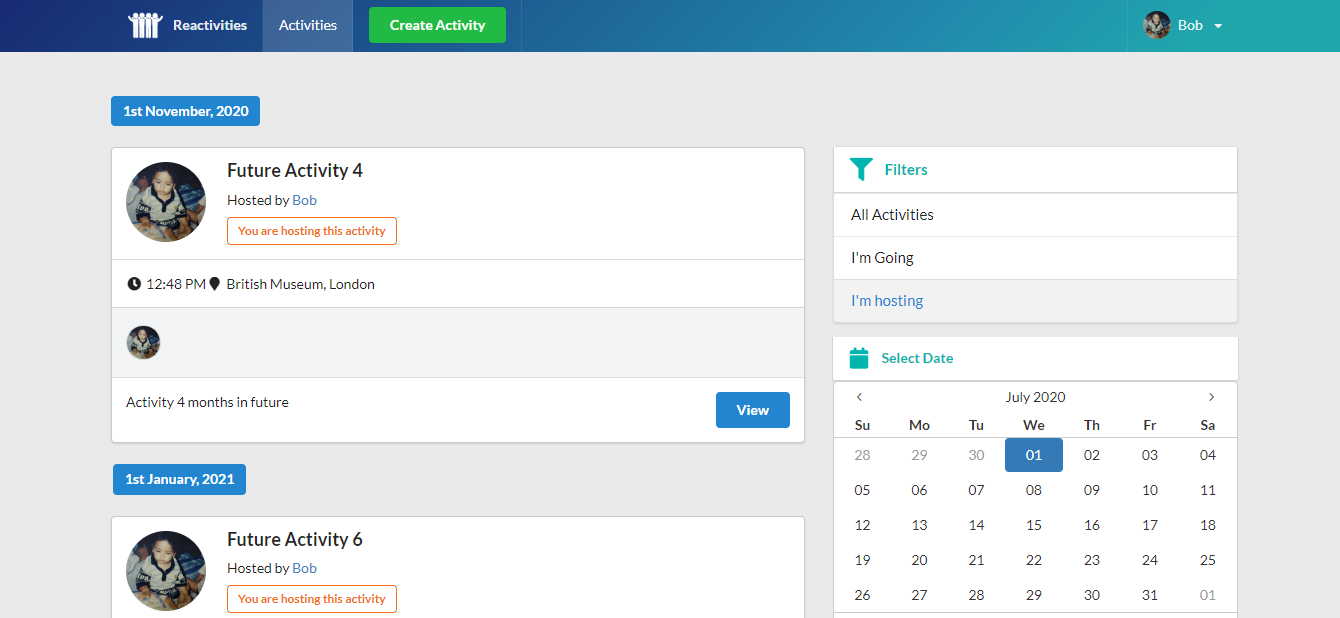 Reactivities
Activities
Create Activity
Bob
1st November, 2020
Future Activity 4
Hosted by Bob
You are hosting this activity
12:48 PM British Museum, London
Activity 4 months in future
View
1st January, 2021
Future Activity 6
Hosted by Bob
You are hosting this activity
Filters
All Activities
I'm Going
I'm hosting
Select Date
July 2020
Su Mo Tu We Th Fr Sa
28 29 30 01 02 03 04
05 06 07 08 09 10 11
12 13 14 15 16 17 18
19 20 21 22 23 24 25
26 27 28 29 30 31 01